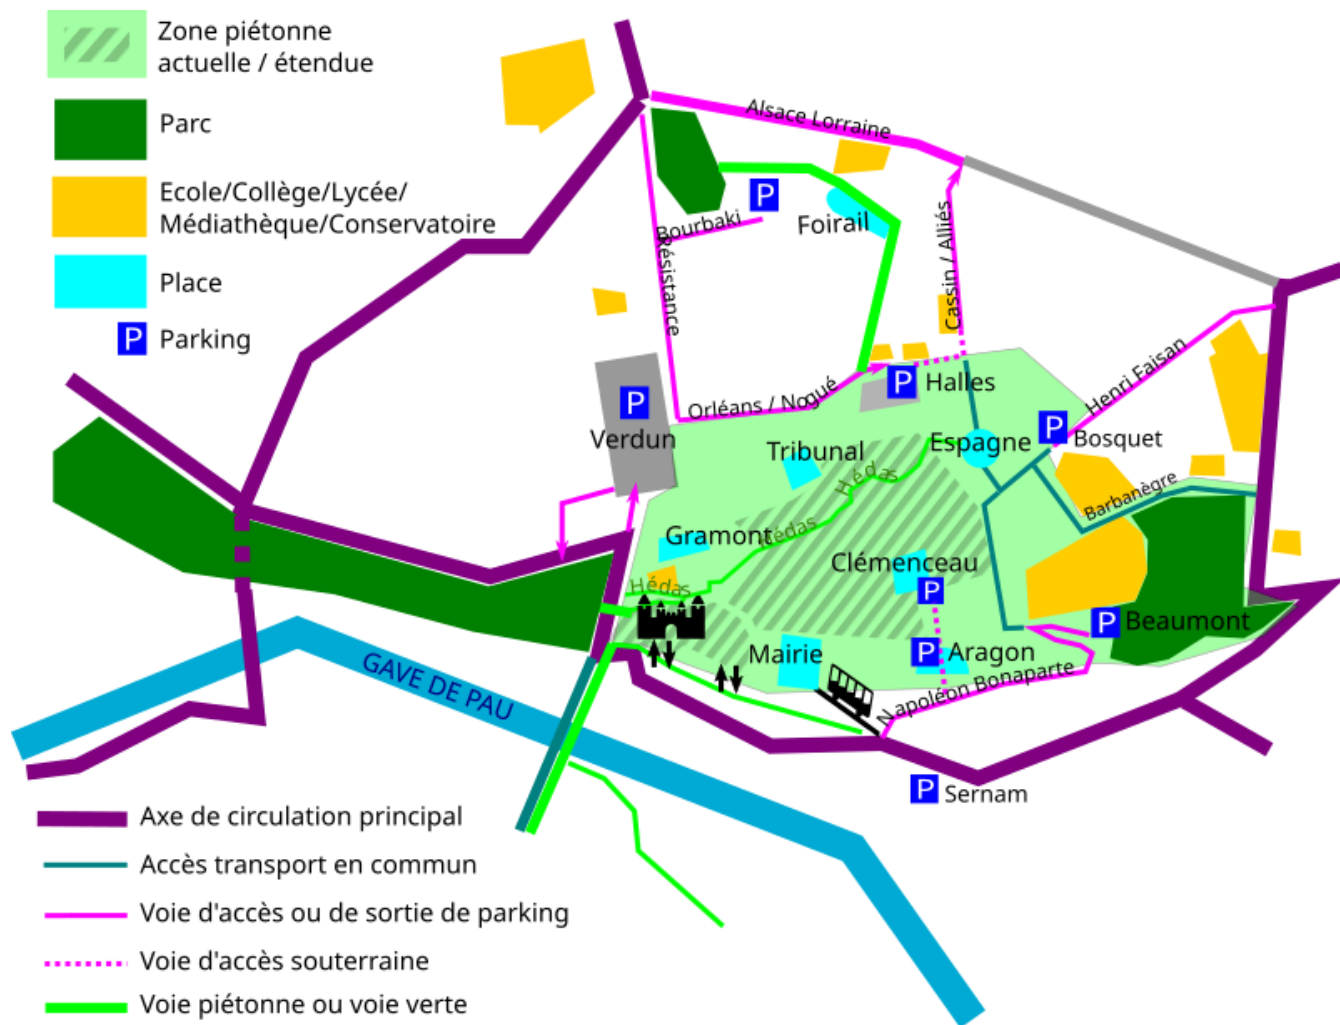 Zone piétonne
actuelle / étendue
Parc
Ecole/Collège/Lycée/
Médiathèque/Conservatoire
Place
P Parking
Alsace Lorraine
P
Bourbaki
Foirail
Résistance
Cassin / Alliés
Henri Faisan
P
Verdun
Orléans / Nogué
P Halles
P Bosquet
Tribunal
Espagne
Hédas
Barbanègre
Gramont
Hédas
Clémenceau
P
Hédas
P Beaumont
Mairie
P Aragon
Napoléon Bonaparte
GAVE DE PAU
P Sernam
Axe de circulation principal
Accès transport en commun
Voie d'accès ou de sortie de parking
Voie d'accès souterraine
Voie piétonne ou voie verte